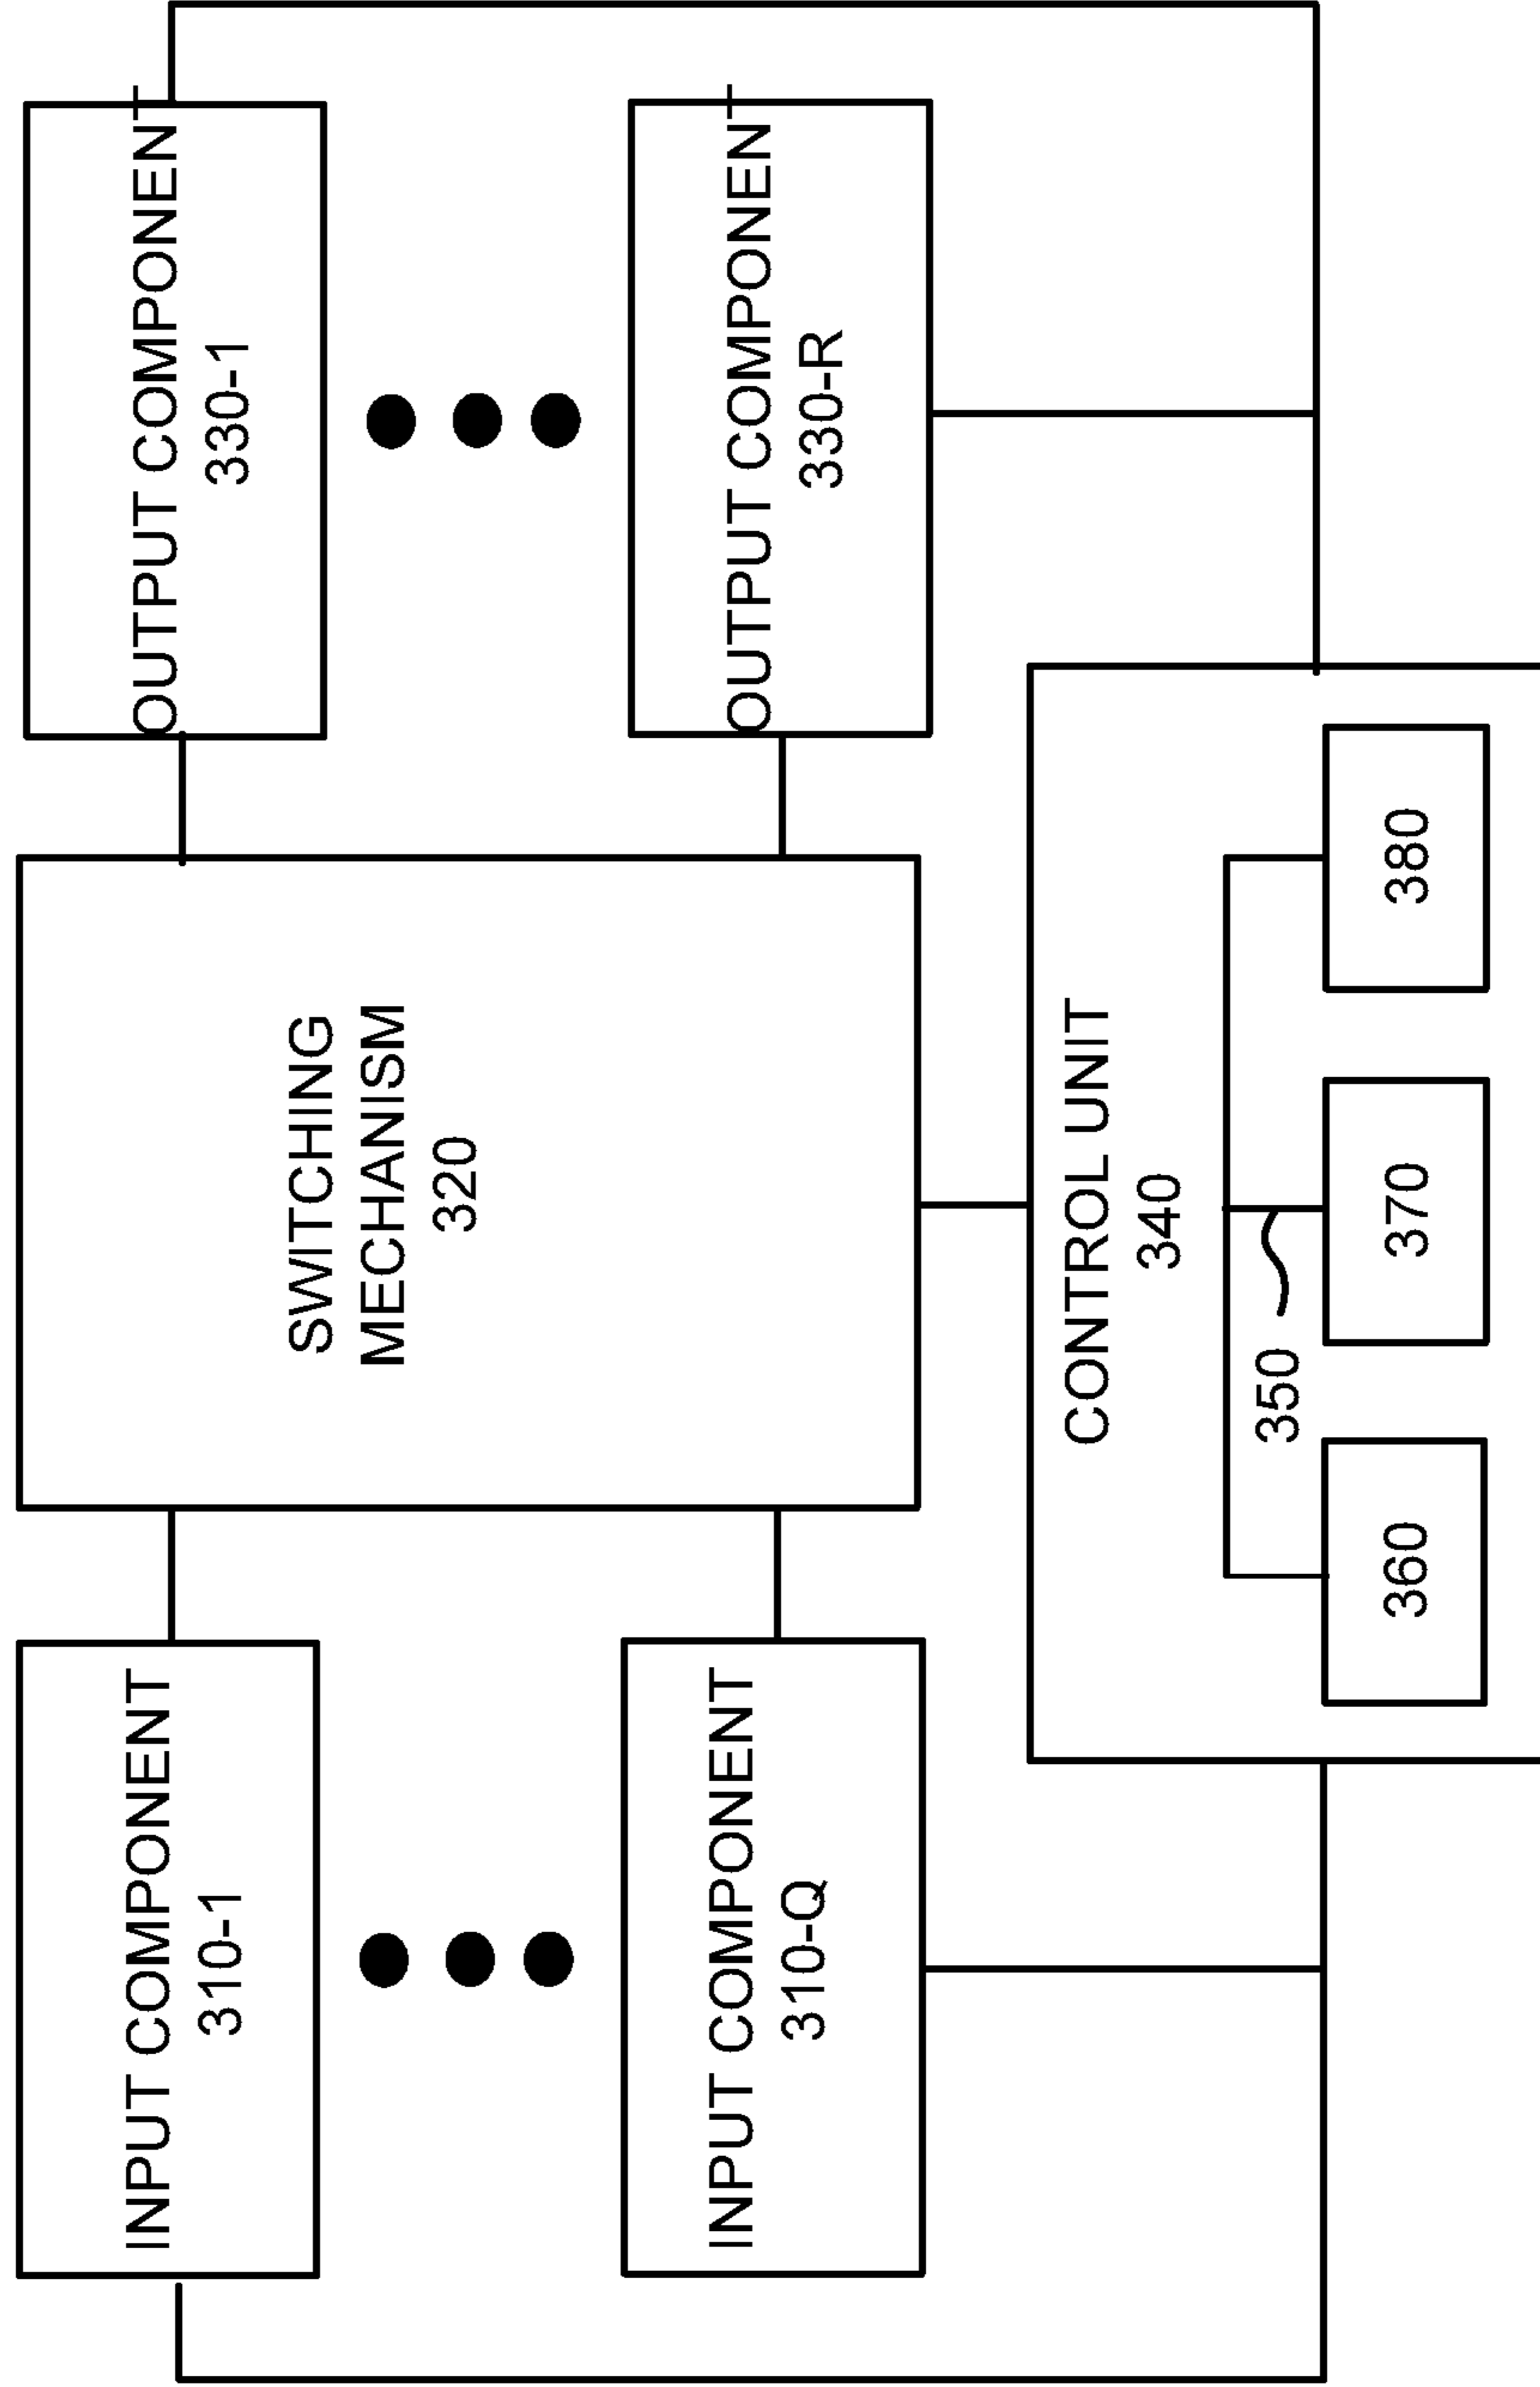 INPUT COMPONENT
310-1
INPUT COMPONENT
310-Q
SWITCHING
MECHANISM
320
OUTPUT COMPONENT
330-1
OUTPUT COMPONENT
330-R
CONTROL UNIT
340
350
360
370
380